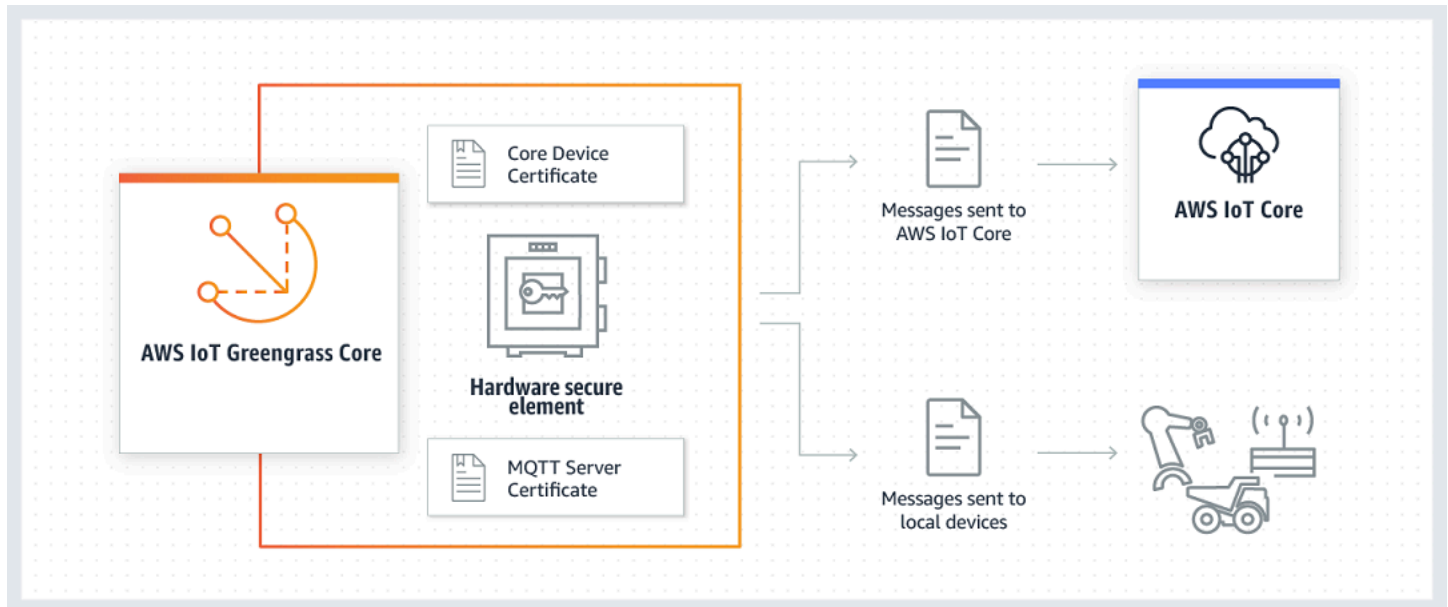 AWS IoT Greengrass Core
Core Device
Certificate
Hardware secure
element
MQTT Server
Certificate
Messages sent to
AWS IoT Core
Messages sent to
local devices
AWS IoT Core